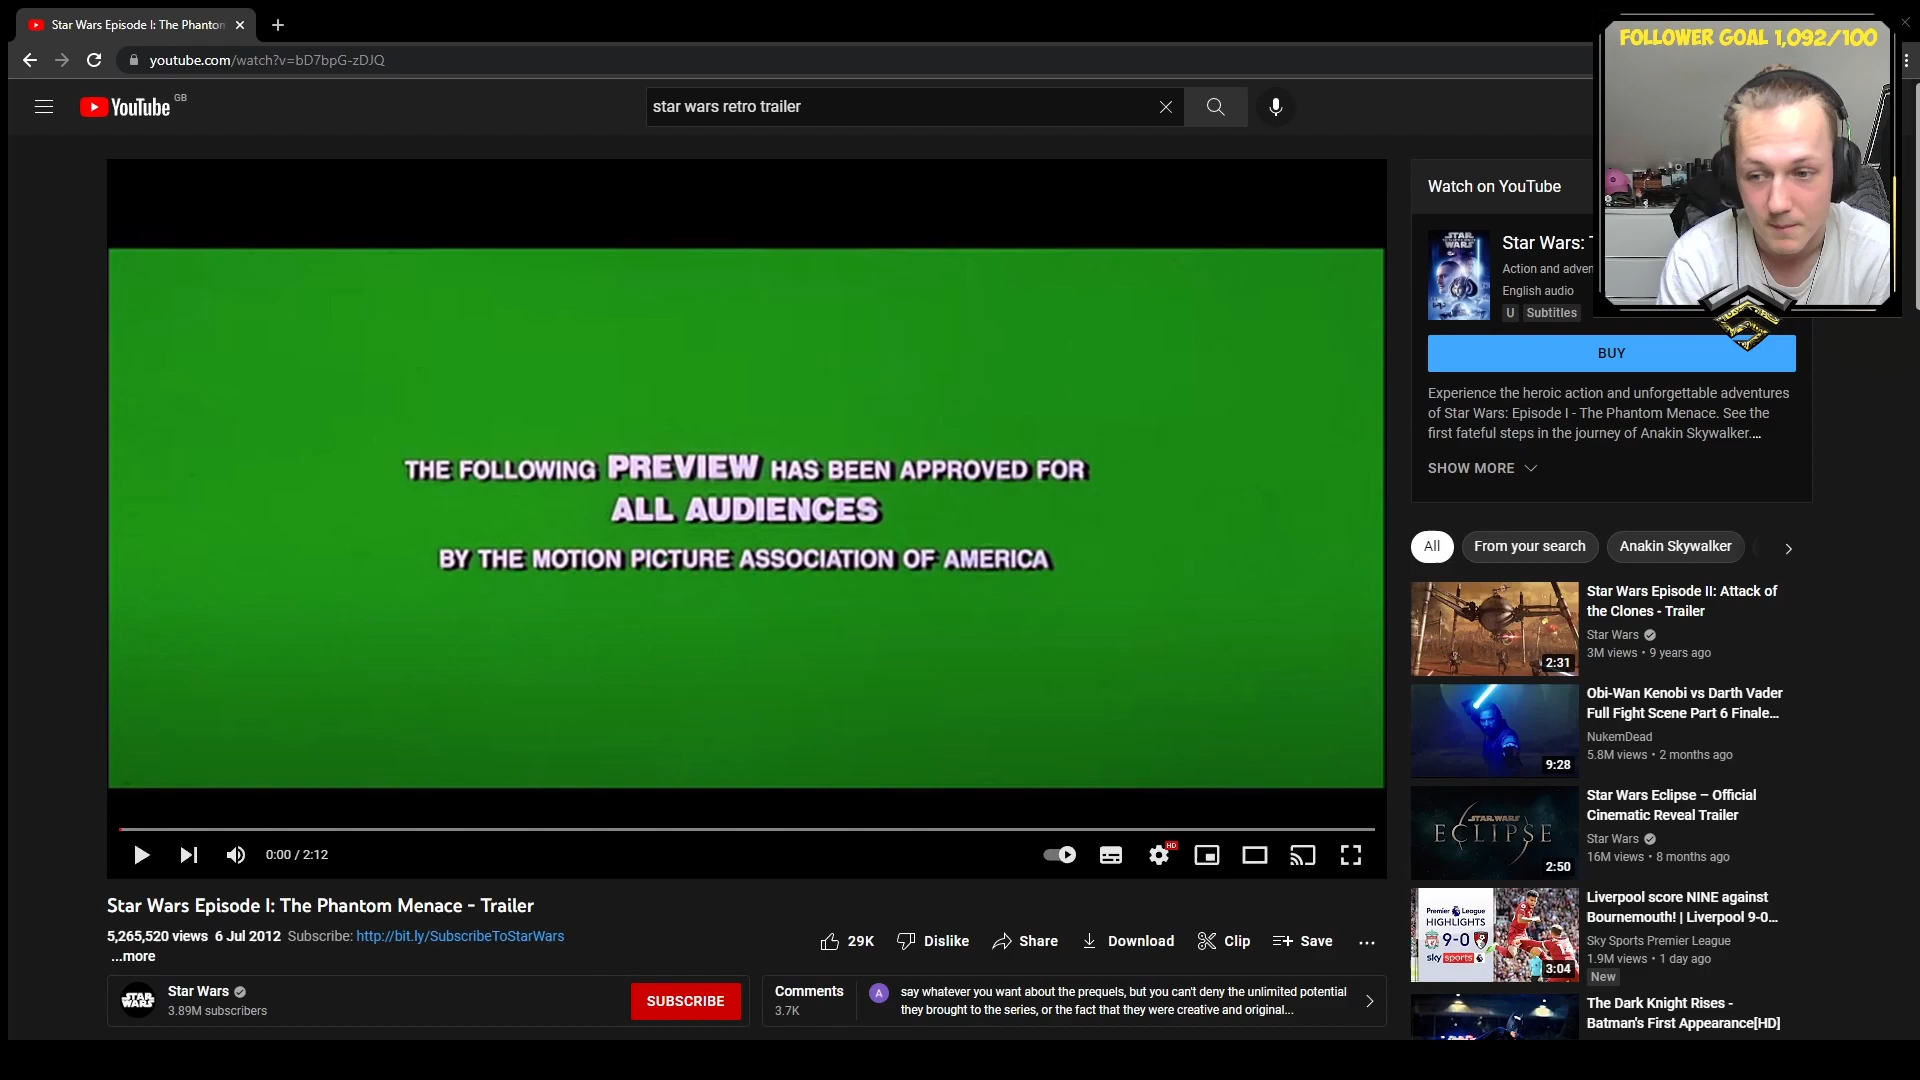 Star Wars Episode I: The Phantom
youtube.com/watch?v=bD7bpG-zDJQ
FOLLOWER GOAL 1,092/100
YouTube GB
star wars retro trailer
THE FOLLOWING PREVIEW HAS BEEN APPROVED FOR
ALL AUDIENCES
BY THE MOTION PICTURE ASSOCIATION OF AMERICA
HD
0:00 / 2:12
Star Wars Episode I: The Phantom Menace - Trailer
5,265,520 views 6 Jul 2012 Subscribe: http://bit.ly/SubscribeToStarWars
...more
29K Dislike Share Download Clip Save
STAR WARS
Star Wars
3.89M subscribers
SUBSCRIBE
Comments
3.7K
A
say whatever you want about the prequels, but you can't deny the unlimited potential
they brought to the series, or the fact that they were creative and original...
Watch on YouTube
STAR WARS
Star Wars:
Action and adven
English audio
U Subtitles
BUY
Experience the heroic action and unforgettable adventures
of Star Wars: Episode I - The Phantom Menace. See the
first fateful steps in the journey of Anakin Skywalker....
SHOW MORE
All From your search Anakin Skywalker
2:31
Star Wars Episode II: Attack of
the Clones - Trailer
Star Wars
3M views • 9 years ago
9:28
Obi-Wan Kenobi vs Darth Vader
Full Fight Scene Part 6 Finale...
NukemDead
5.8M views • 2 months ago
STAR WARS
ECLIPSE
2:50
Star Wars Eclipse – Official
Cinematic Reveal Trailer
Star Wars
16M views • 8 months ago
Premier League
HIGHLIGHTS
9-0
sky sports
3:04
Liverpool score NINE against
Bournemouth! | Liverpool 9-0...
Sky Sports Premier League
1.9M views • 1 day ago
New
The Dark Knight Rises -
Batman's First Appearance[HD]